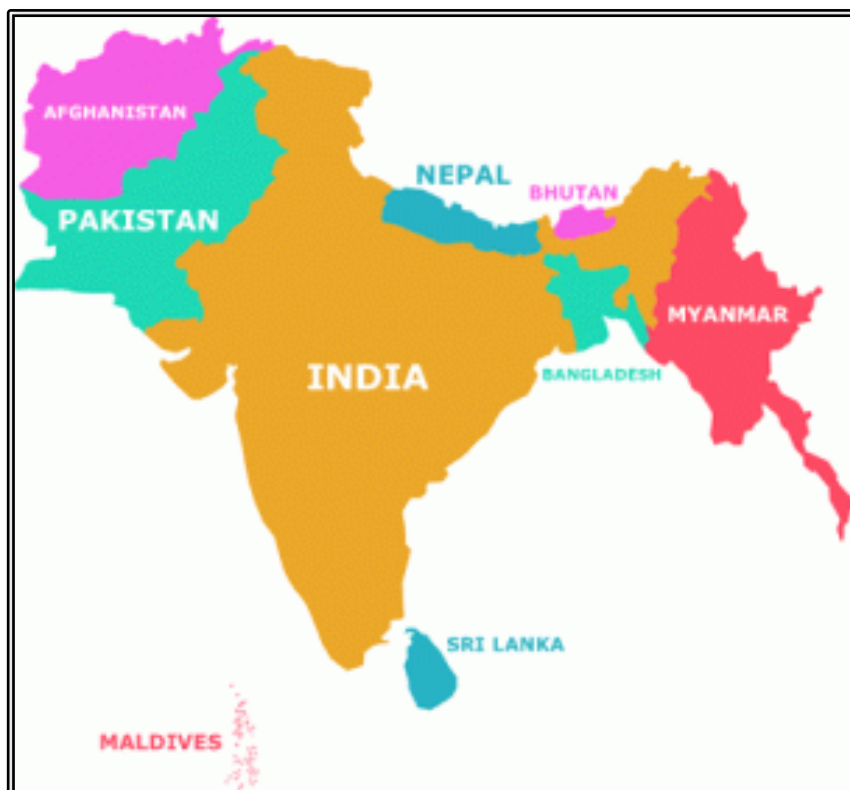 AFGHANISTAN
NEPAL
BHUTAN
PAKISTAN
MYANMAR
INDIA
BANGLADESH
SRI LANKA
MALDIVES